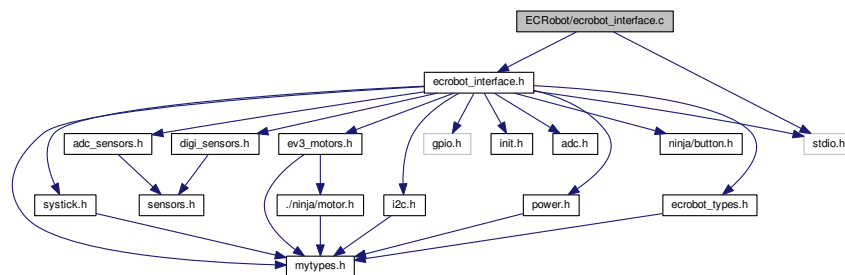 ECRobot/ecrobot_interface.c
ecrobot_interface.h
adc_sensors.h
digi_sensors.h
ev3_motors.h
gpio.h
init.h
adc.h
ninja/button.h
stdio.h
systick.h
sensors.h
./ninja/motor.h
i2c.h
power.h
ecrobot_types.h
mytypes.h